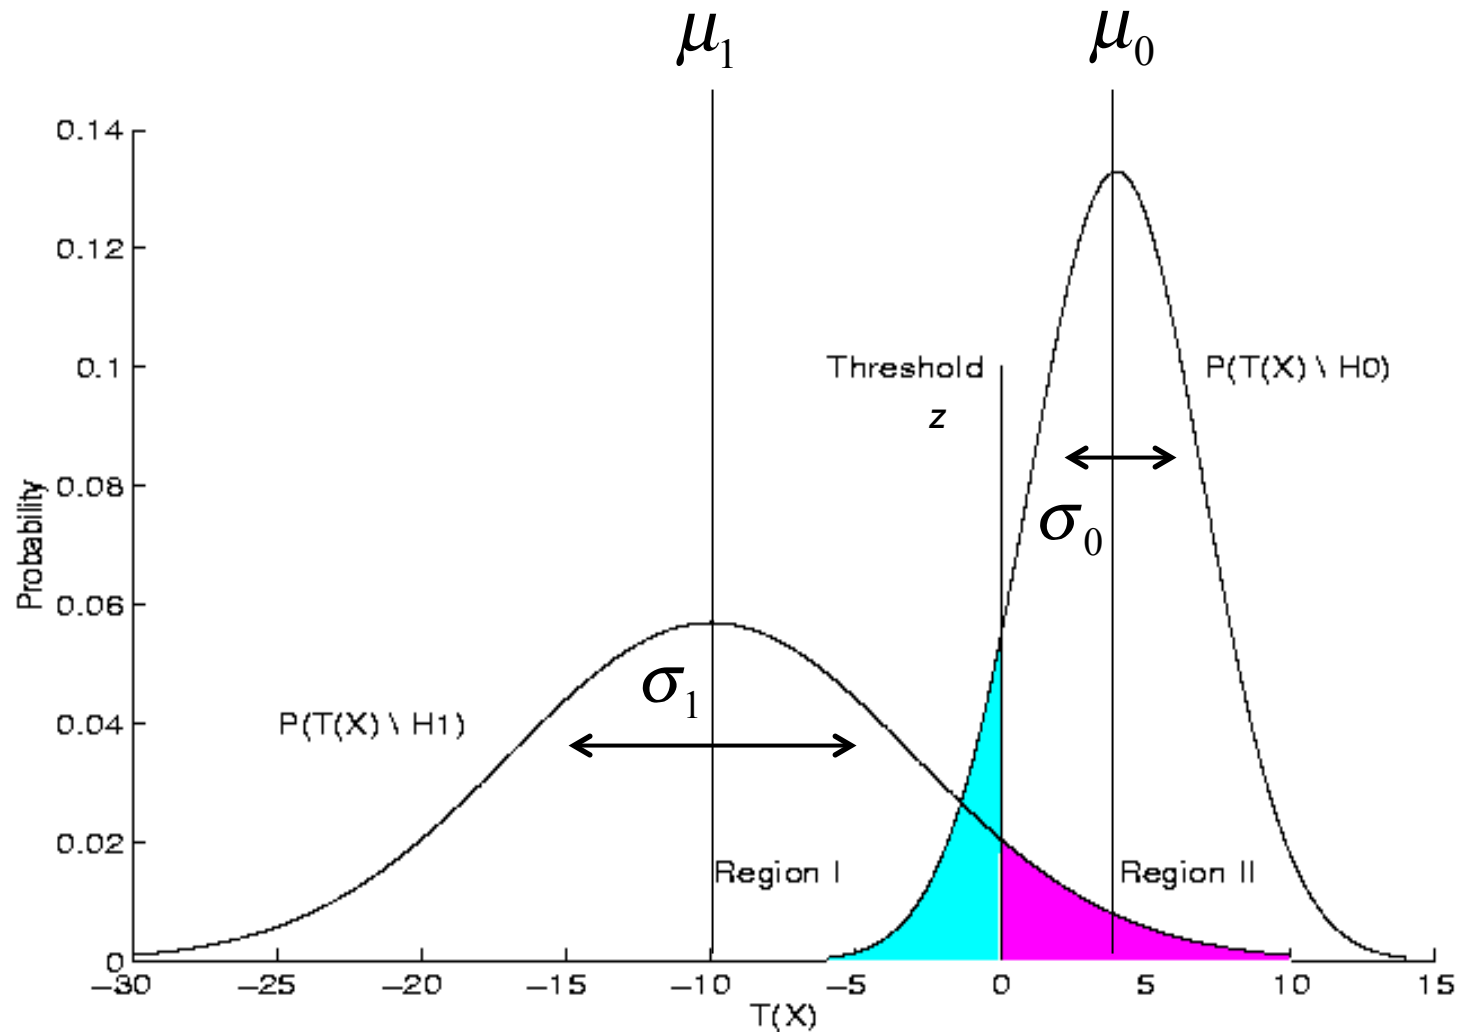 μ₁ μ₀
0.14
0.12
0.1
Threshold
P(T(X) \ H0)
z
0.08
σ₀
Probability
0.06
σ₁
0.04
P(T(X) \ H1)
0.02
Region I Region II
0
−30 −25 −20 −15 −10 −5 0 5 10 15
T(X)